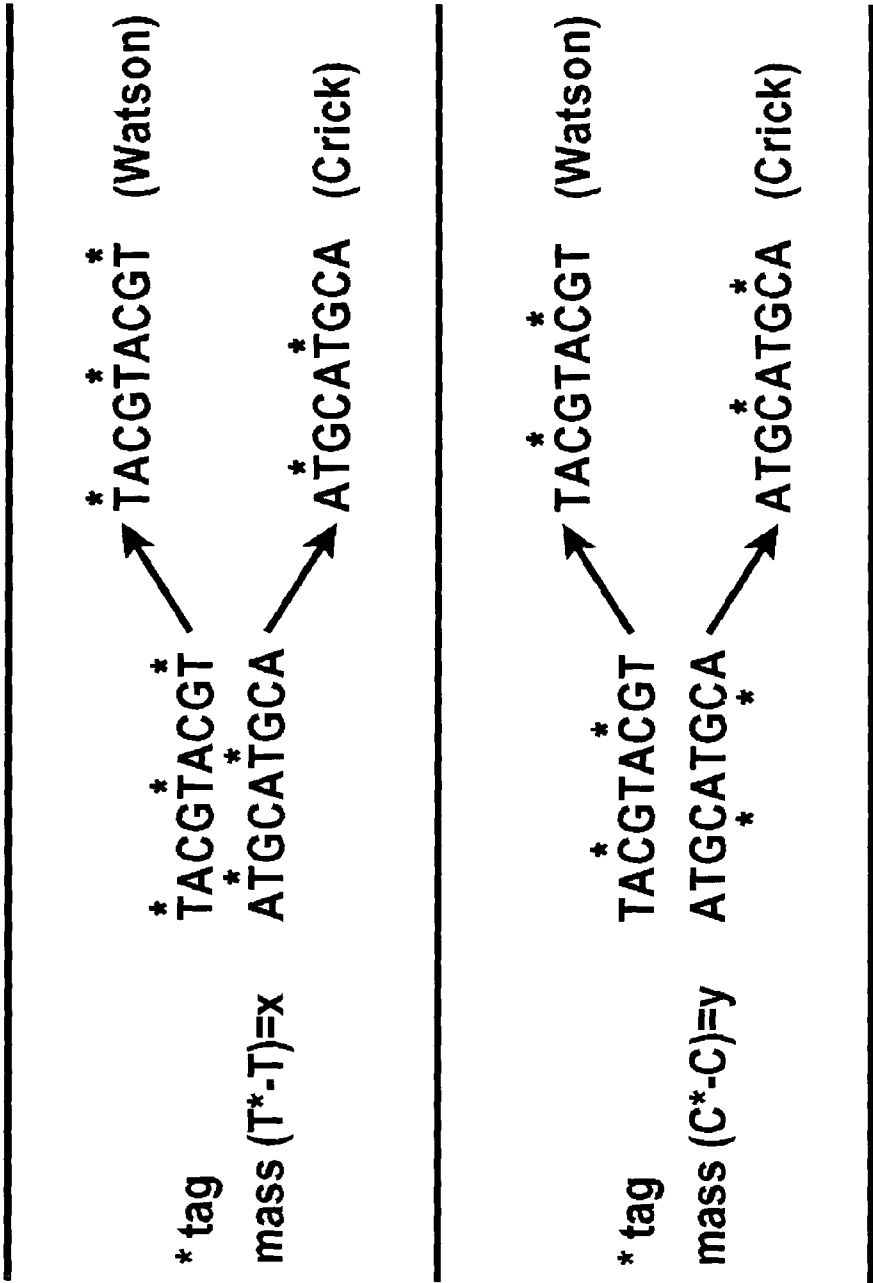 * * *
TACGTACGT (Watson)
* * *
TACGTACGT
* tag
* *
mass (T*-T)=x ATGCATGCA
* *
ATGCATGCA (Crick)
* *
TACGTACGT (Watson)
* *
* tag TACGTACGT
mass (C*-C)=y ATGCATGCA
* *
* *
ATGCATGCA (Crick)